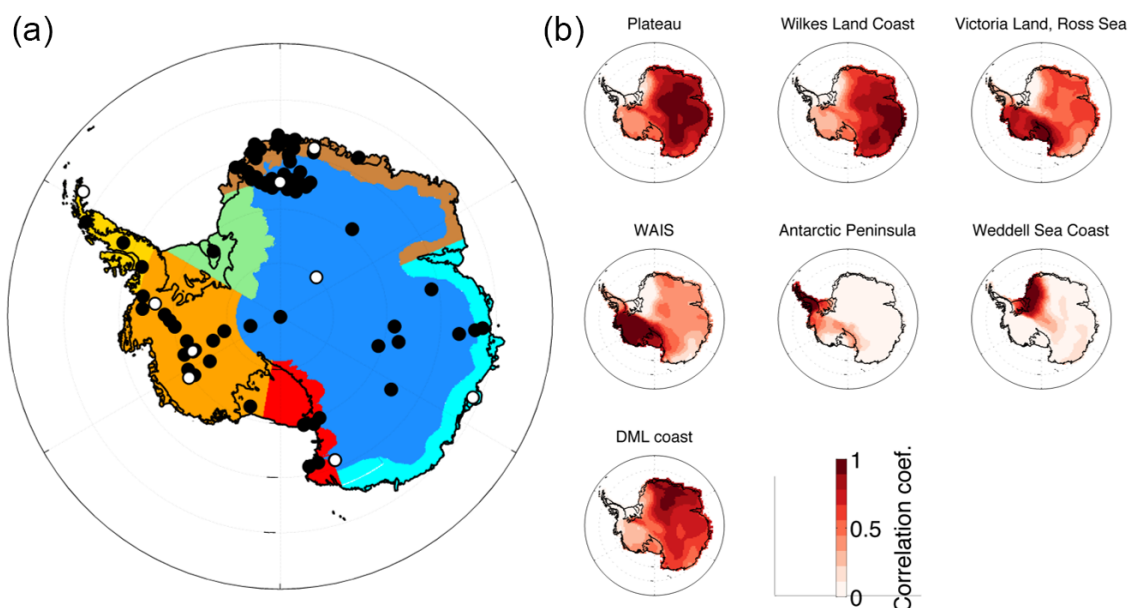 (a)
(b)
Plateau
Wilkes Land Coast
Victoria Land, Ross Sea
WAIS
Antarctic Peninsula
Weddell Sea Coast
DML coast
1
0.5
0
Correlation coef.